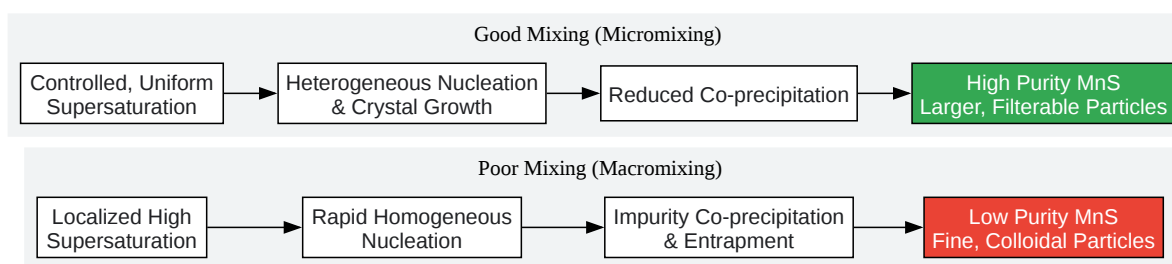 Good Mixing (Micromixing)
Controlled, Uniform
Supersaturation
Heterogeneous Nucleation
& Crystal Growth
Reduced Co-precipitation
High Purity MnS
Larger, Filterable Particles
Poor Mixing (Macromixing)
Localized High
Supersaturation
Rapid Homogeneous
Nucleation
Impurity Co-precipitation
& Entrapment
Low Purity MnS
Fine, Colloidal Particles